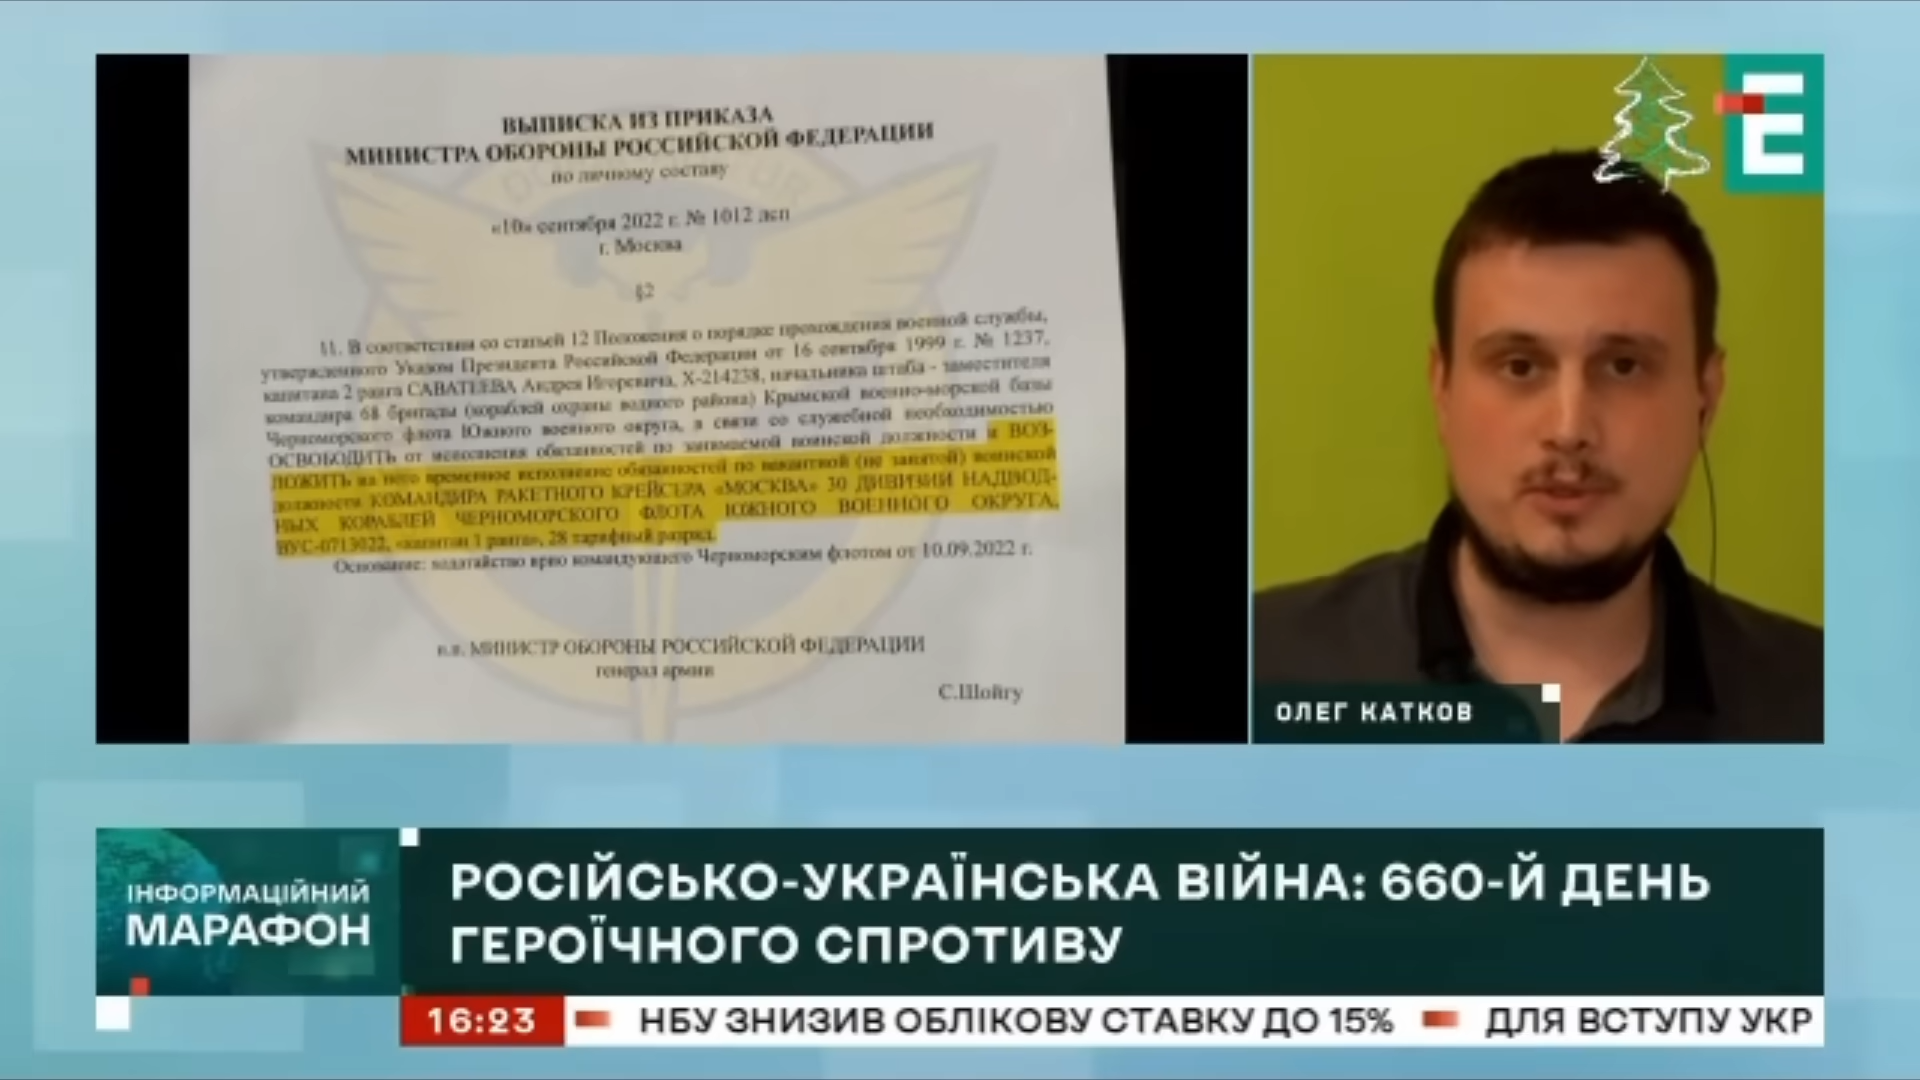 ВЫПИСКА ИЗ ПРИКАЗА
МИНИСТРА ОБОРОНЫ РОССИЙСКОЙ ФЕДЕРАЦИИ
по личному составу
«10» сентября 2022 г. № 1012 дсп
г. Москва
§2
11. В соответствии со статьей 12 Положения о порядке прохождения военной службы,
утвержденного Указом Президента Российской Федерации от 16 сентября 1999 г. № 1237,
капитана 2 ранга САВАТЕЕВА Андрея Игоревича, Х-214238, начальника штаба - заместителя
командира 68 бригады (кораблей охраны водного района) Крымской военно-морской базы
Черноморского флота Южного военного округа, в связи со служебной необходимостью
ОСВОБОДИТЬ от исполнения обязанностей по занимаемой воинской должности и ВОЗ-
ЛОЖИТЬ на него временное исполнение обязанностей по вакантной (не занятой) воинской
должности КОМАНДИРА РАКЕТНОГО КРЕЙСЕРА «МОСКВА» 30 ДИВИЗИИ НАДВОД-
НЫХ КОРАБЛЕЙ ЧЕРНОМОРСКОГО ФЛОТА ЮЖНОГО ВОЕННОГО ОКРУГА,
ВУС-0713022, «капитан 1 ранга», 28 тарифный разряд.
Основание: ходатайство врио командующего Черноморским флотом от 10.09.2022 г.
п.п. МИНИСТР ОБОРОНЫ РОССИЙСКОЙ ФЕДЕРАЦИИ
генерал армии
С.Шойгу
Е
ОЛЕГ КАТКОВ
ІНФОРМАЦІЙНИЙ
МАРАФОН
РОСІЙСЬКО-УКРАЇНСЬКА ВІЙНА: 660-Й ДЕНЬ
ГЕРОЇЧНОГО СПРОТИВУ
16:23 НБУ ЗНИЗИВ ОБЛІКОВУ СТАВКУ ДО 15% ДЛЯ ВСТУПУ УКР